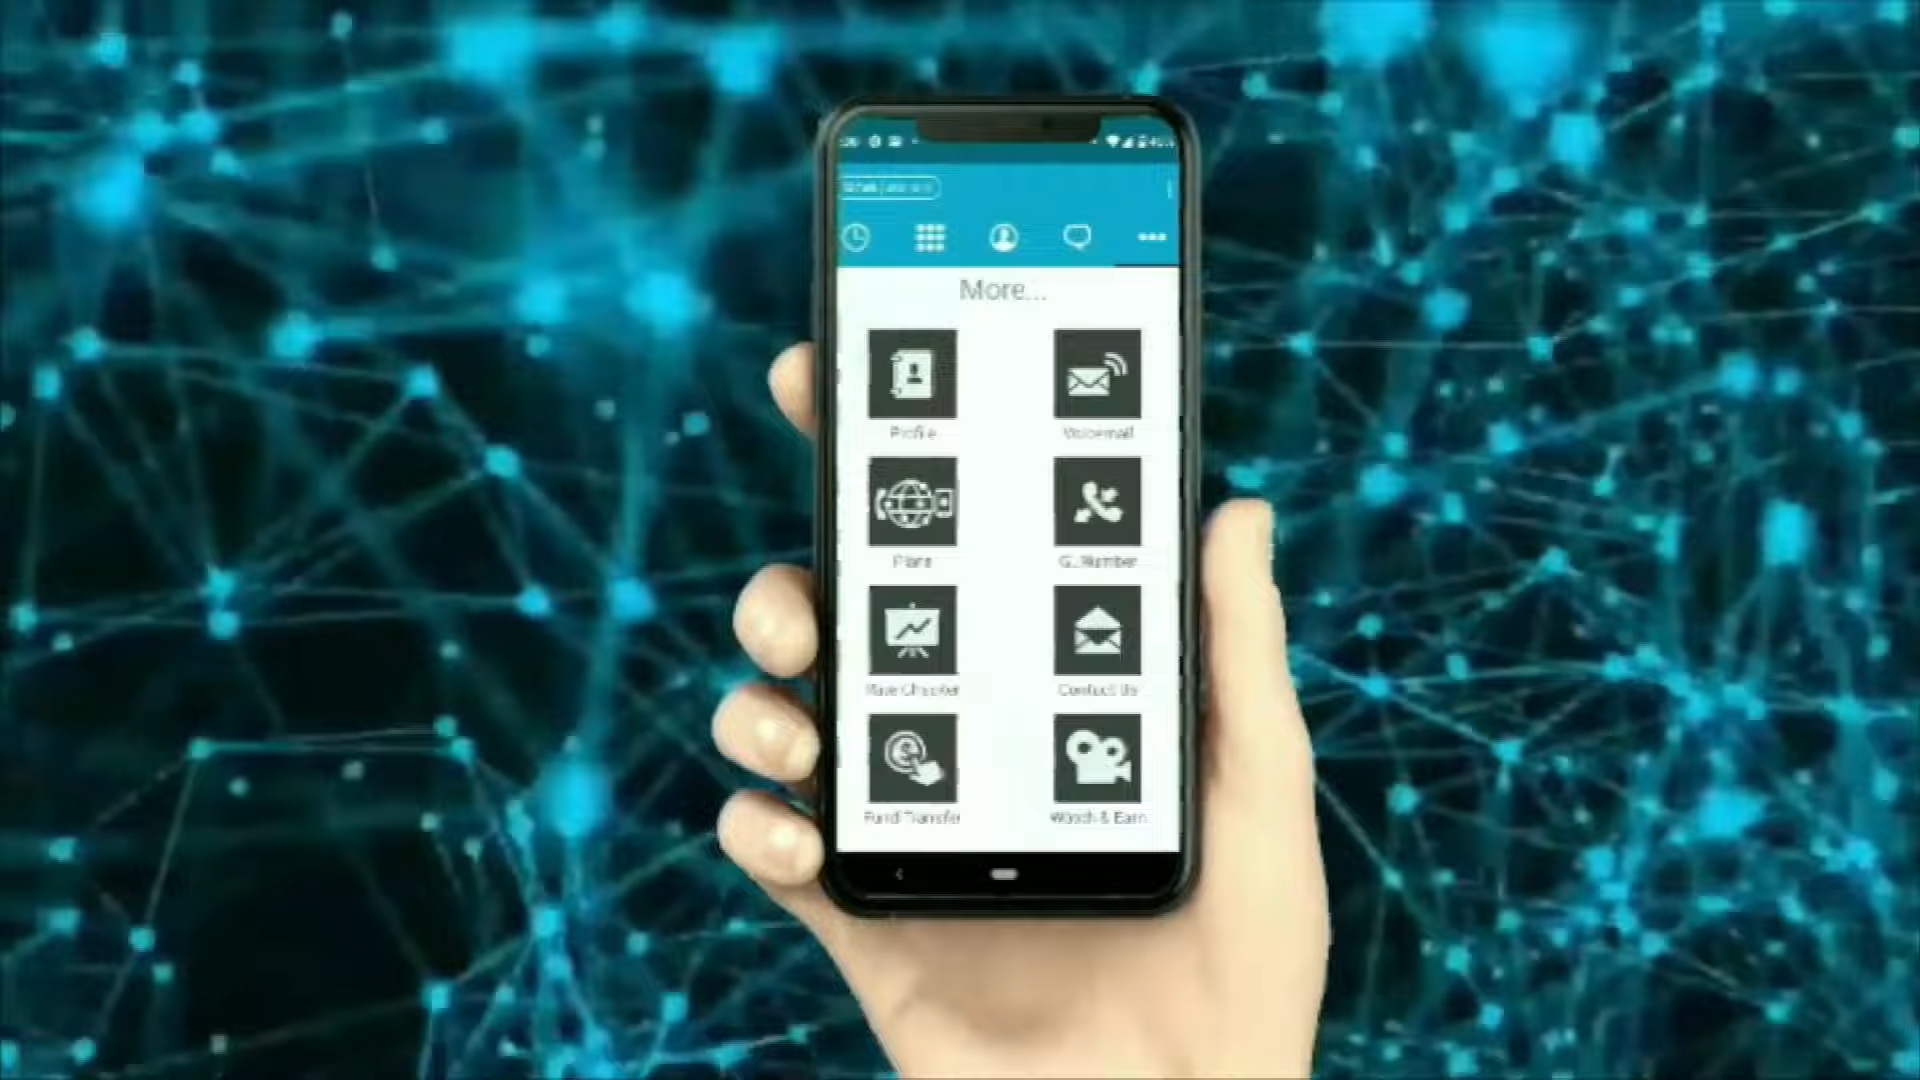 More...
Profile
Voicemail
Plans
G..Number
Rate Checker
Contact Us
Fund Transfer
Watch & Earn